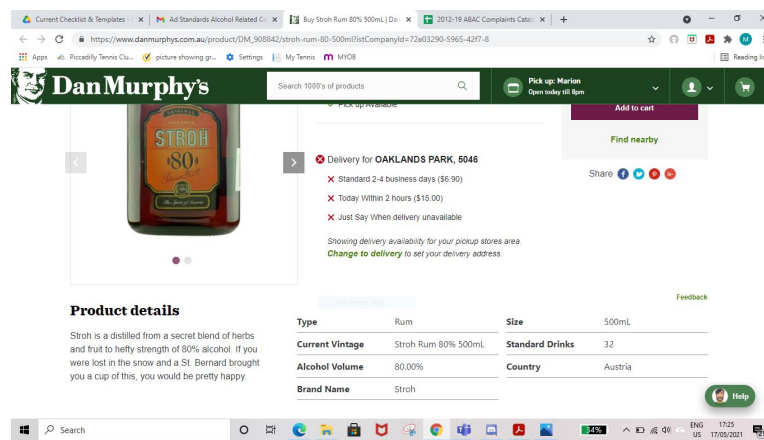 Current Checklist & Templates -
Ad Standards Alcohol Related Co
Buy Stroh Rum 80% 500mL | Dan
2012-19 ABAC Complaints Catal
https://www.danmurphys.com.au/product/DM_908842/stroh-rum-80-500ml?istCompanyId=72e03290-5965-42f7-8
Apps
Piccadilly Tennis Clu...
picture showing gr...
Settings
My Tennis
MYOB
Reading lis
Dan Murphy's
Search 1000's of products
Pick up: Marion
Open today till 8pm
Pick up Available
Add to cart
Find nearby
Share
ORIGINAL
STROH
80
The Spirit of Austria
Delivery for OAKLANDS PARK, 5046
Standard 2-4 business days ($6.90)
Today Within 2 hours ($15.00)
Just Say When delivery unavailable
Showing delivery availability for your pickup stores area.
Change to delivery to set your delivery address.
Feedback
Product details
Stroh is a distilled from a secret blend of herbs
and fruit to hefty strength of 80% alcohol. If you
were lost in the snow and a St. Bernard brought
you a cup of this, you would be pretty happy.
Type Rum Size 500mL
Current Vintage Stroh Rum 80% 500mL Standard Drinks 32
Alcohol Volume 80.00% Country Austria
Brand Name Stroh
Help
Search
34%
ENG
US
17:25
17/05/2021